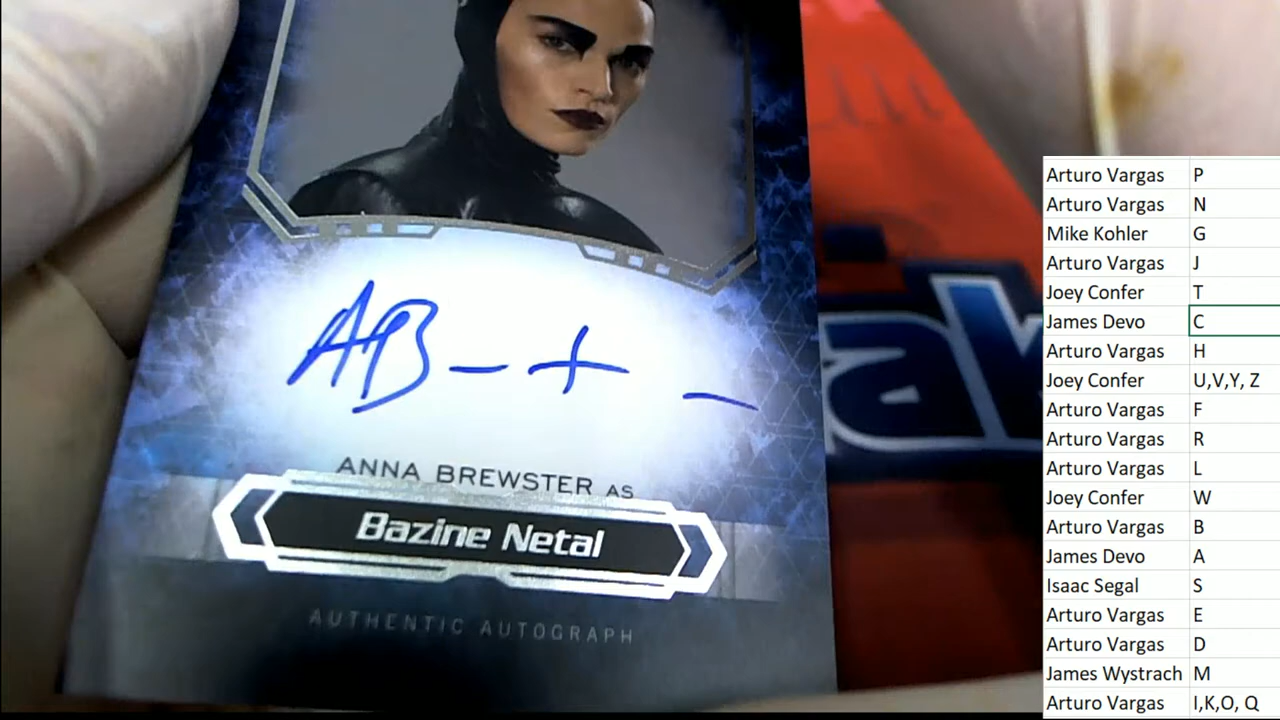 AB - + -
ANNA BREWSTER AS
Bazine Netal
AUTHENTIC AUTOGRAPH
ak
Arturo Vargas P
Arturo Vargas N
Mike Kohler G
Arturo Vargas J
Joey Confer T
James Devo C
Arturo Vargas H
Joey Confer U,V,Y, Z
Arturo Vargas F
Arturo Vargas R
Arturo Vargas L
Joey Confer W
Arturo Vargas B
James Devo A
Isaac Segal S
Arturo Vargas E
Arturo Vargas D
James Wystrach M
Arturo Vargas I,K,O, Q